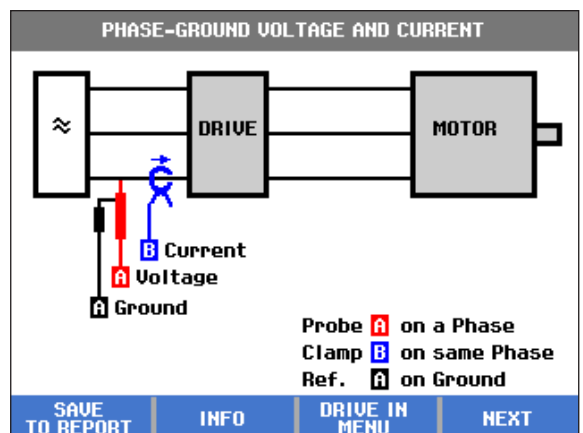 PHASE-GROUND VOLTAGE AND CURRENT
≈
DRIVE
MOTOR
B Current
A Voltage
A Ground
Probe A on a Phase
Clamp B on same Phase
Ref. A on Ground
SAVE
TO REPORT
INFO
DRIVE IN
MENU
NEXT